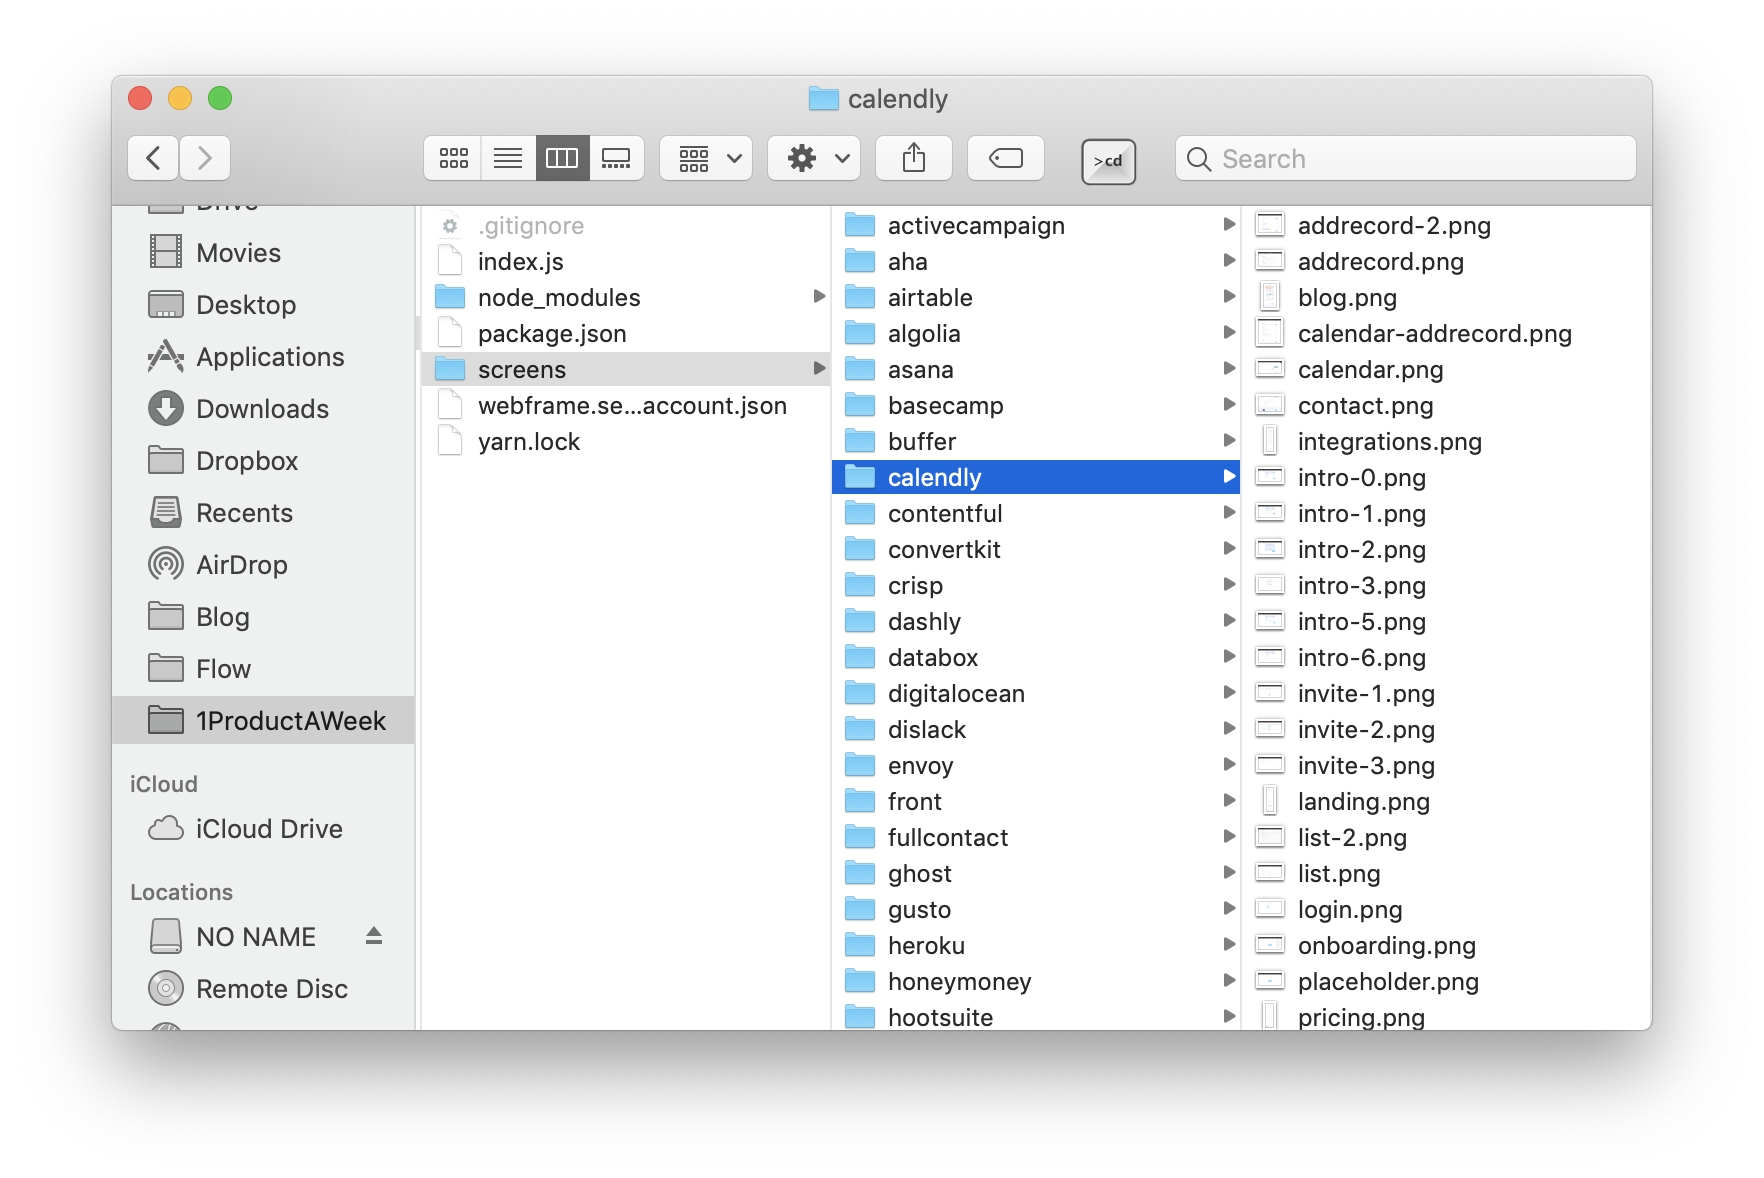 calendly
>cd
Search
Drive
Movies
Desktop
Applications
Downloads
Dropbox
Recents
AirDrop
Blog
Flow
1ProductAWeek
iCloud
iCloud Drive
Locations
NO NAME
Remote Disc
.gitignore
index.js
node_modules
package.json
screens
webframe.se...account.json
yarn.lock
activecampaign
aha
airtable
algolia
asana
basecamp
buffer
calendly
contentful
convertkit
crisp
dashly
databox
digitalocean
dislack
envoy
front
fullcontact
ghost
gusto
heroku
honeymoney
hootsuite
addrecord-2.png
addrecord.png
blog.png
calendar-addrecord.png
calendar.png
contact.png
integrations.png
intro-0.png
intro-1.png
intro-2.png
intro-3.png
intro-5.png
intro-6.png
invite-1.png
invite-2.png
invite-3.png
landing.png
list-2.png
list.png
login.png
onboarding.png
placeholder.png
pricing.png